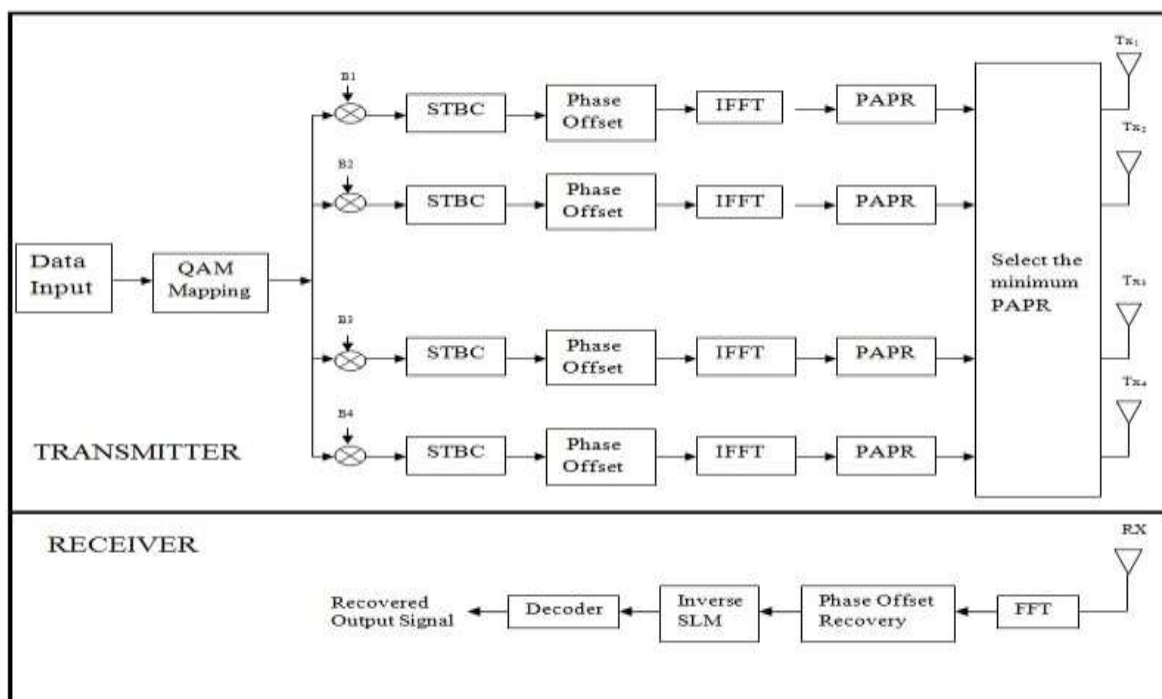 Tx1
B1
STBC
Phase
Offset
IFFT
PAPR
Tx2
B2
STBC
Phase
Offset
IFFT
PAPR
Data
Input
QAM
Mapping
Select the
minimum
PAPR
Tx3
B3
STBC
Phase
Offset
IFFT
PAPR
Tx4
B4
STBC
Phase
Offset
IFFT
PAPR
TRANSMITTER
RECEIVER
RX
Recovered
Output Signal
Decoder
Inverse
SLM
Phase Offset
Recovery
FFT